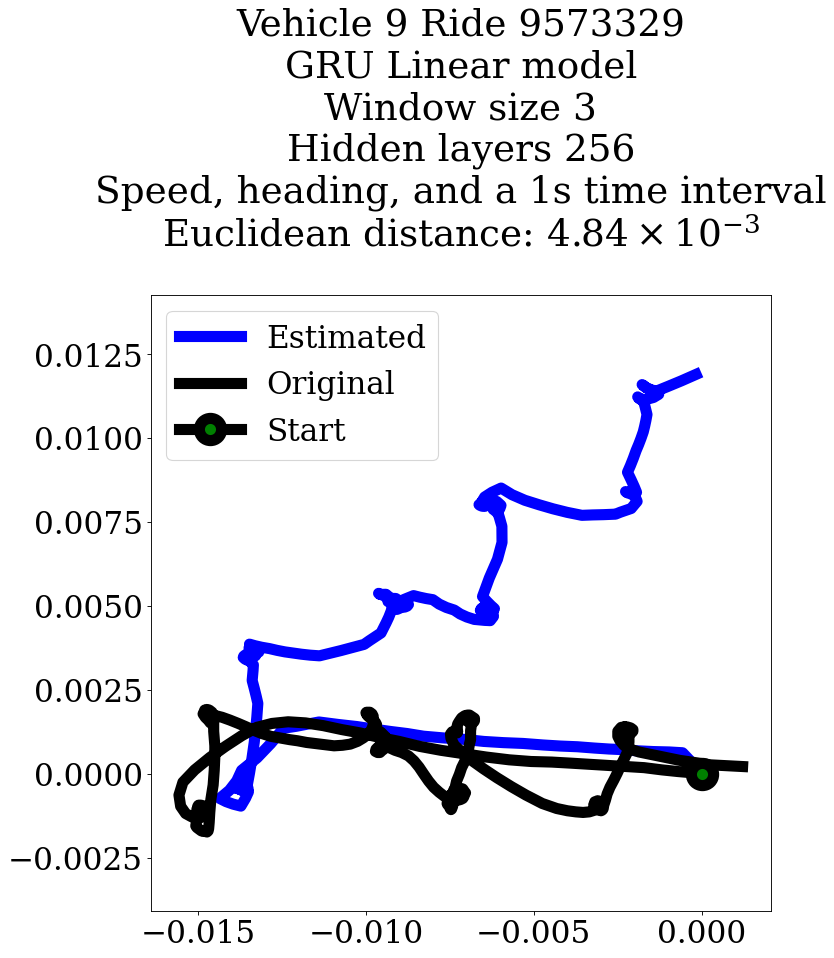 Vehicle 9 Ride 9573329
GRU Linear model
Window size 3
Hidden layers 256
Speed, heading, and a 1s time interval
Euclidean distance: 4.84 × 10⁻³
Estimated
Original
Start
0.0125
0.0100
0.0075
0.0050
0.0025
0.0000
−0.0025
−0.015 −0.010 −0.005 0.000